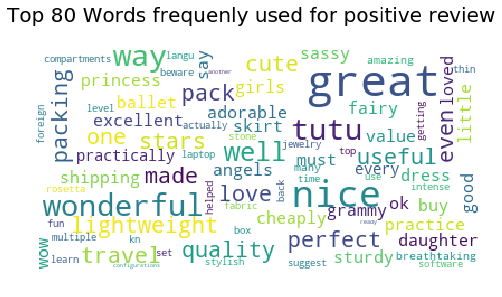 Top 80 Words frequenly used for positive review
compartments
way
langu
say
cute
sassy
amazing
great
thin
beware
another
princess
girls
level
packing
ballet
pack
adorable
fairy
even
loved
little
foreign
excellent
skirt
actually
tutu
value
getting
one
stars
stone
well
jewelry
top
useful
practically
laptop
must
angels
many
every
shipping
made
helped
love
back
time
use
dress
intense
good
rosetta
nice
wonderful
fabric
cheaply
grammy
ok
buy
fun
lightweight
box
ready
practice
wow
multiple
kn
perfect
daughter
learn
travel
set
quality
stylish
suggest
sturdy
breathtaking
software
configurations